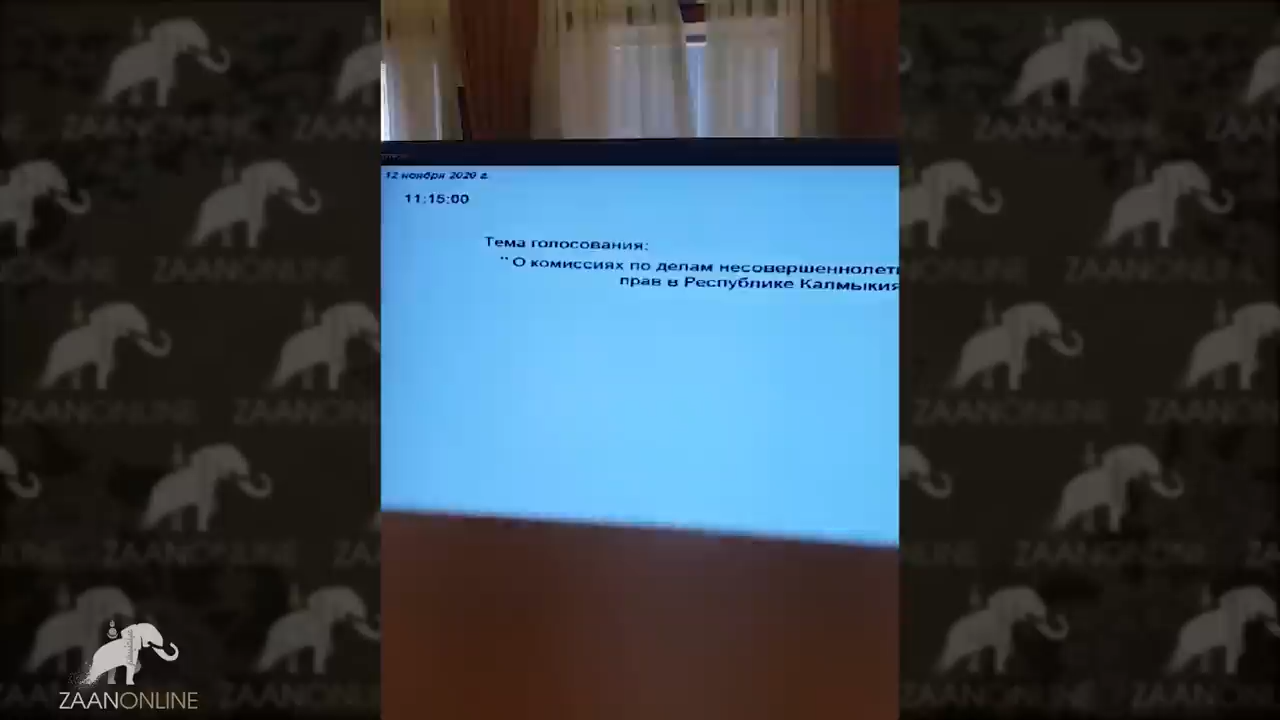 12 ноября 2020 г.
11:15:00
Тема голосования:
"О комиссиях по делам несовершеннолет
прав в Республике Калмыкия
ZAANONLINE